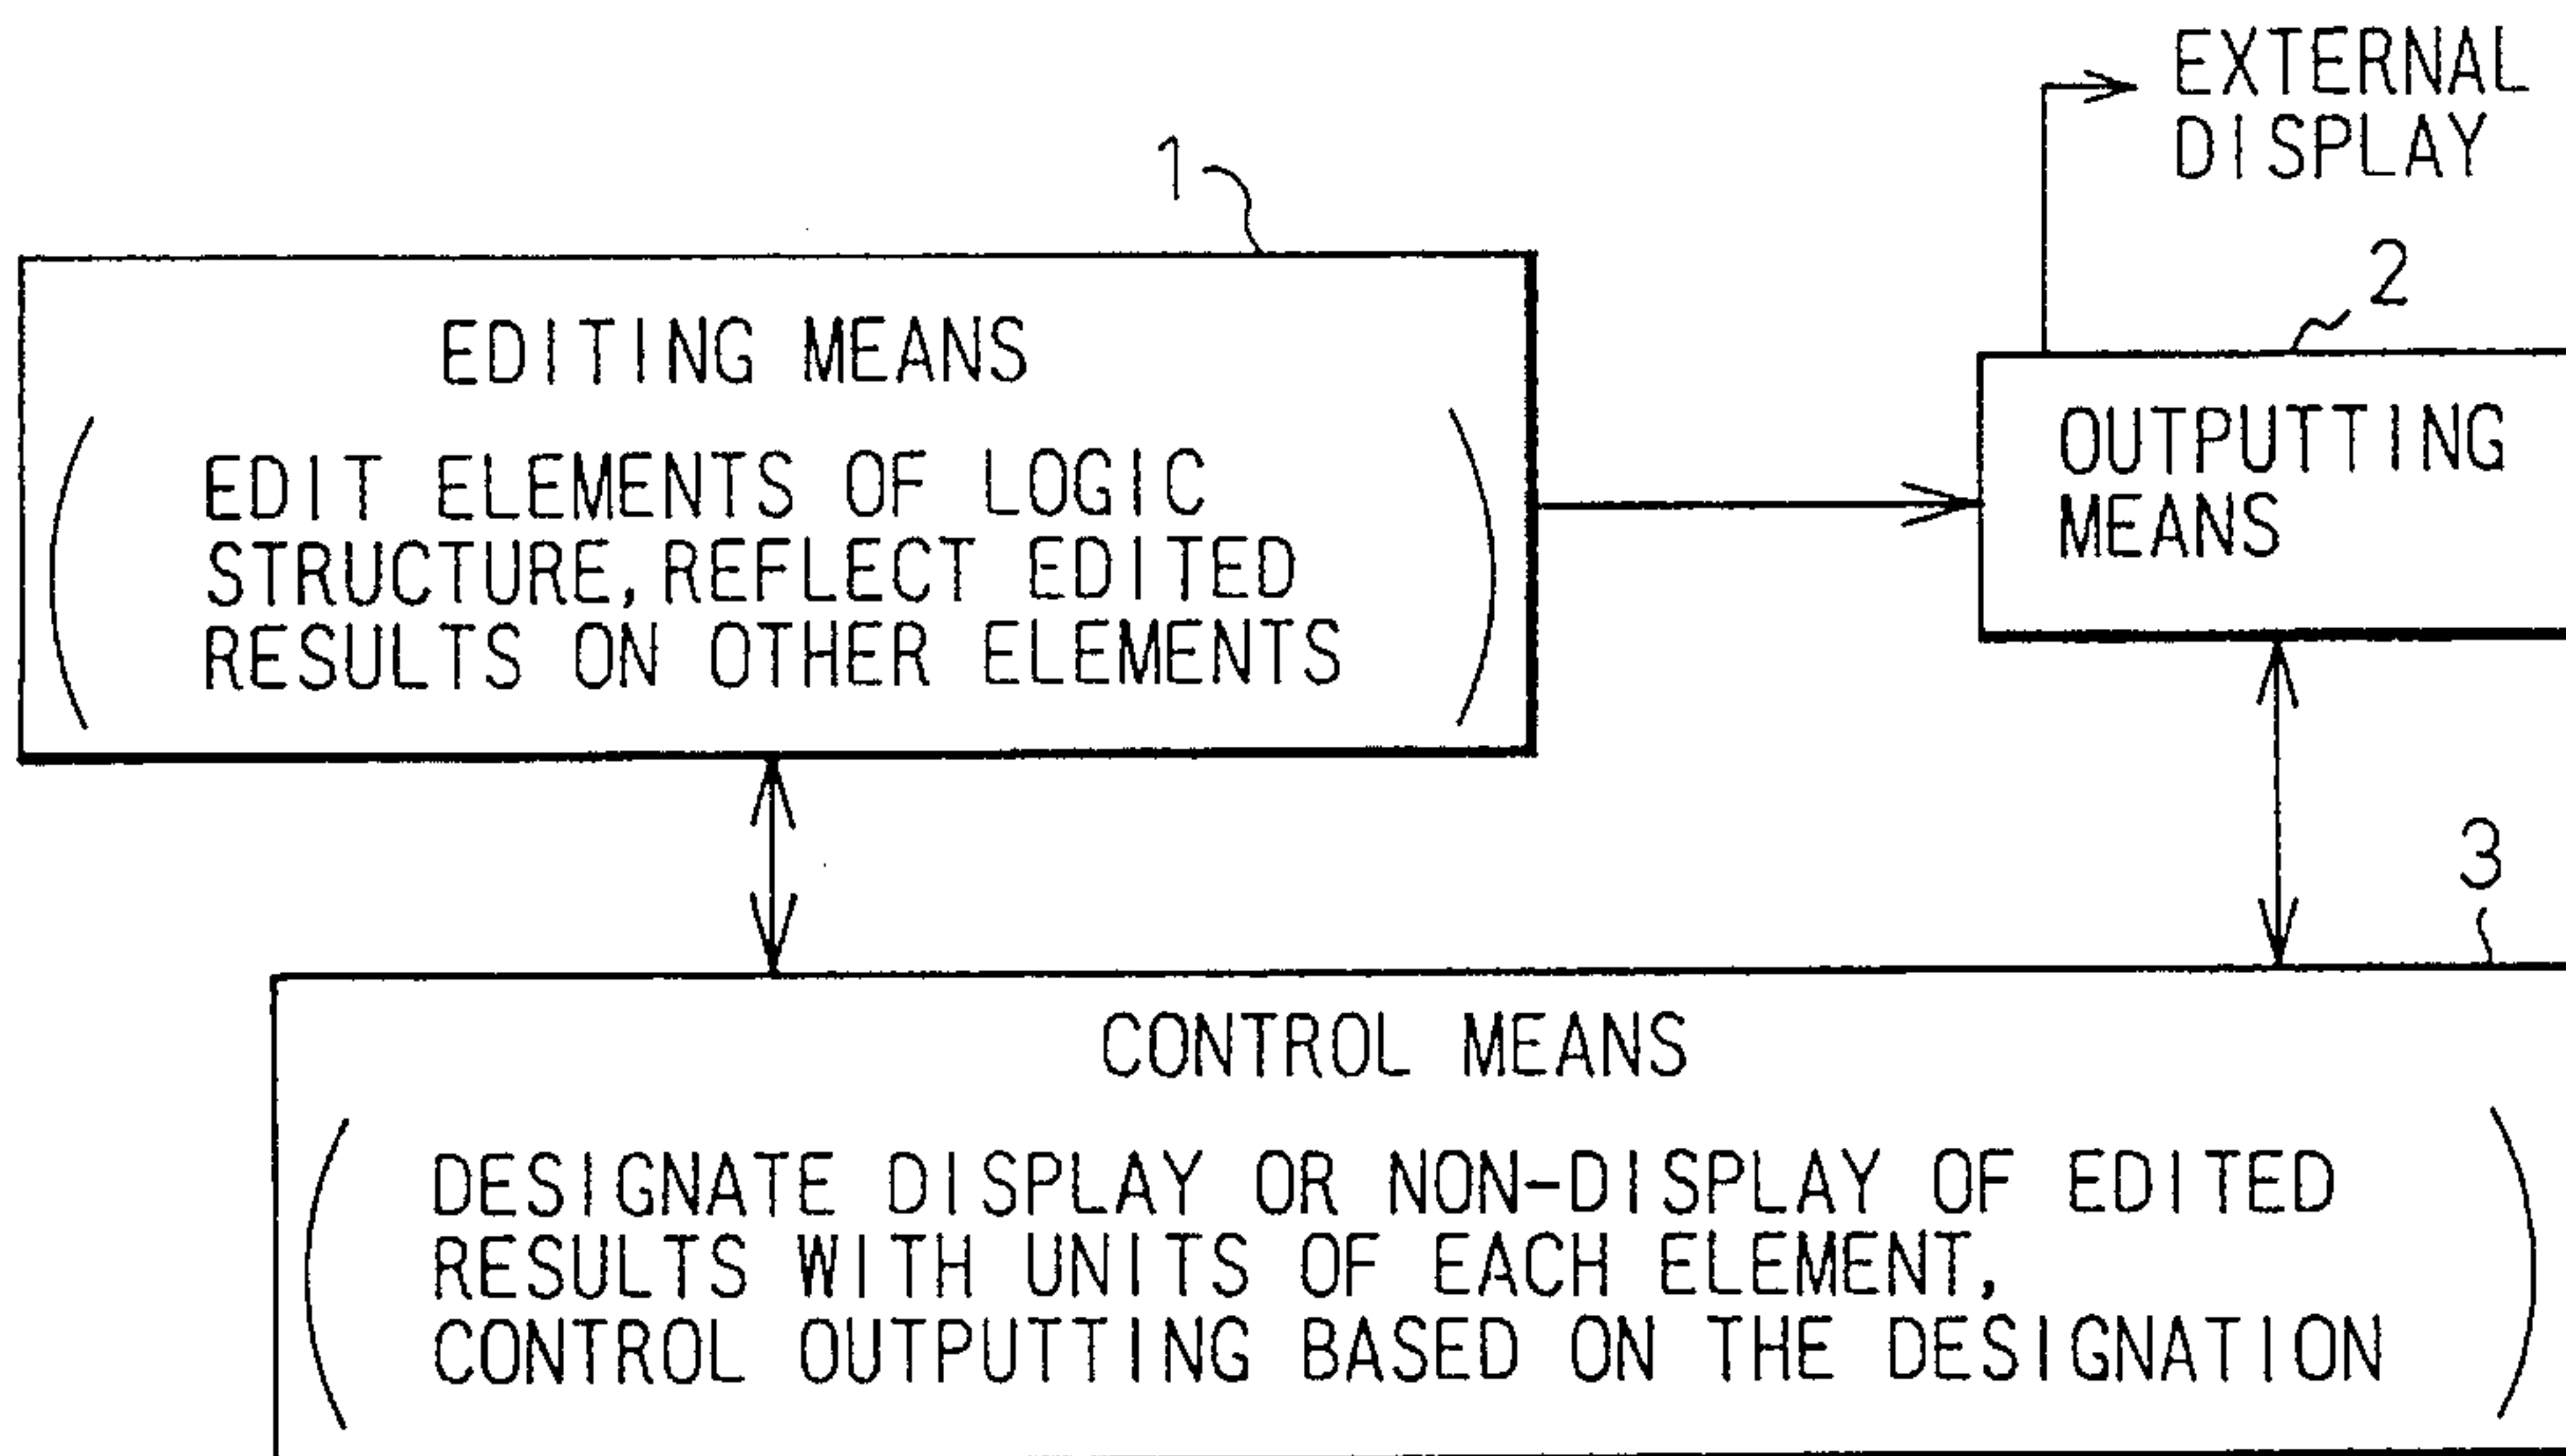 EXTERNAL
DISPLAY
1
2
EDITING MEANS
EDIT ELEMENTS OF LOGIC
STRUCTURE, REFLECT EDITED
RESULTS ON OTHER ELEMENTS
OUTPUTTING
MEANS
3
CONTROL MEANS
DESIGNATE DISPLAY OR NON-DISPLAY OF EDITED
RESULTS WITH UNITS OF EACH ELEMENT,
CONTROL OUTPUTTING BASED ON THE DESIGNATION